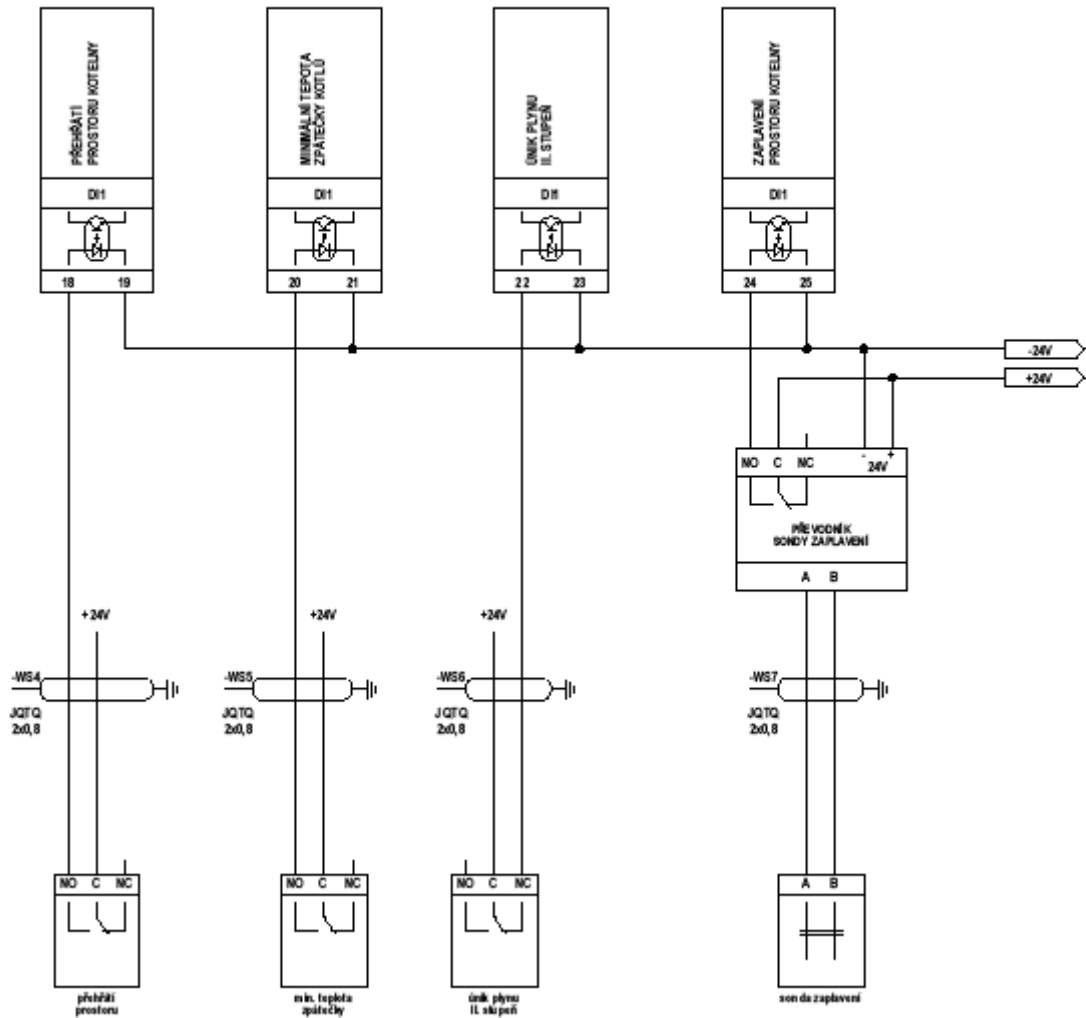 PŘEHŘÁTÍ
PROSTORU KOTELNY
MINIMÁLNÍ TEPOTA
ZPÁTEČKY KOTLŮ
ÚNIK PLYNU
II. STUPEŇ
ZAPLAVENÍ
PROSTORU KOTELNY
DI1
DI1
DI1
DI1
18 19
20 21
22 23
24 25
-24V
+24V
NO C NC - 24V +
PŘEVODNÍK
SONDY ZAPLAVENÍ
A B
+24V
+24V
+24V
-WS4
JQTQ
2x0,8
-WS5
JQTQ
2x0,8
-WS6
JQTQ
2x0,8
-WS7
JQTQ
2x0,8
NO C NC
NO C NC
NO C NC
A B
přehřátí
prostoru
min. teplota
zpátečky
únik plynu
II. stupeň
sonda zaplavení